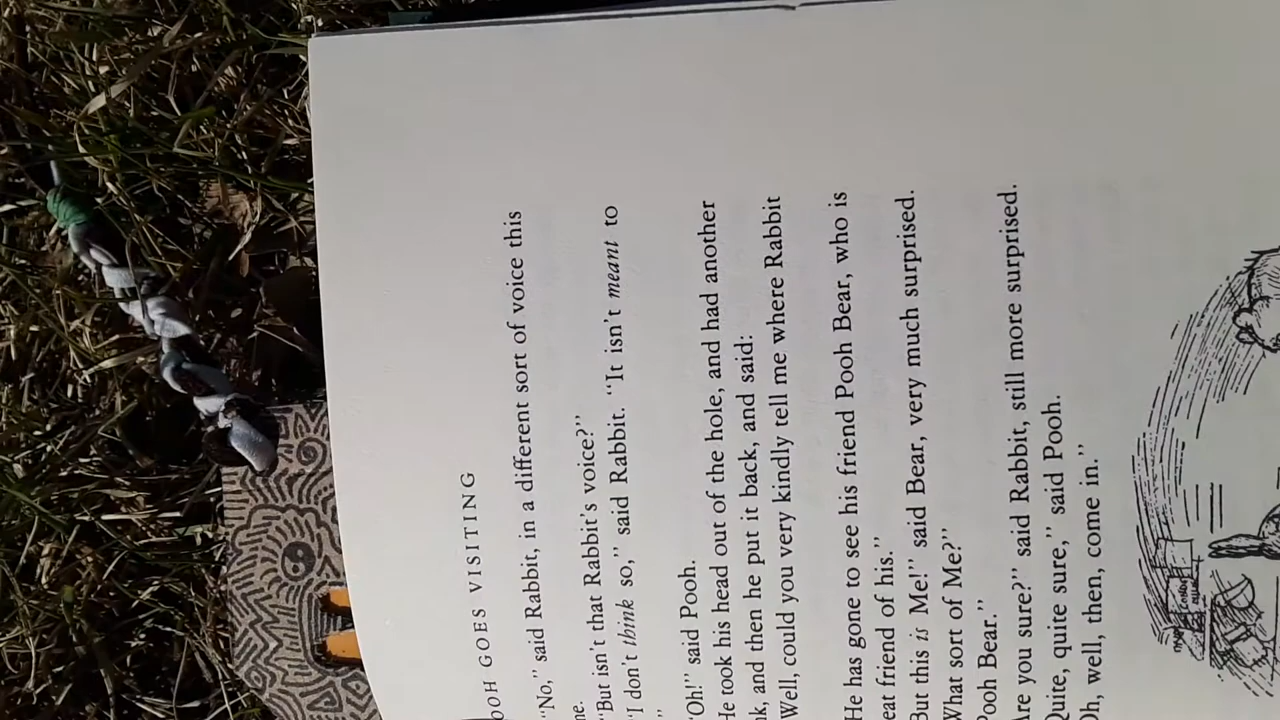 OOH GOES VISITING
"No," said Rabbit, in a different sort of voice this
me.
"But isn't that Rabbit's voice?"
"I don't think so," said Rabbit. "It isn't meant to
"
"Oh!" said Pooh.
He took his head out of the hole, and had another
nk, and then he put it back, and said:
Well, could you very kindly tell me where Rabbit
He has gone to see his friend Pooh Bear, who is
eat friend of his."
But this is Me!" said Bear, very much surprised.
What sort of Me?"
Pooh Bear."
Are you sure?" said Rabbit, still more surprised.
Quite, quite sure," said Pooh.
Oh, well, then, come in."